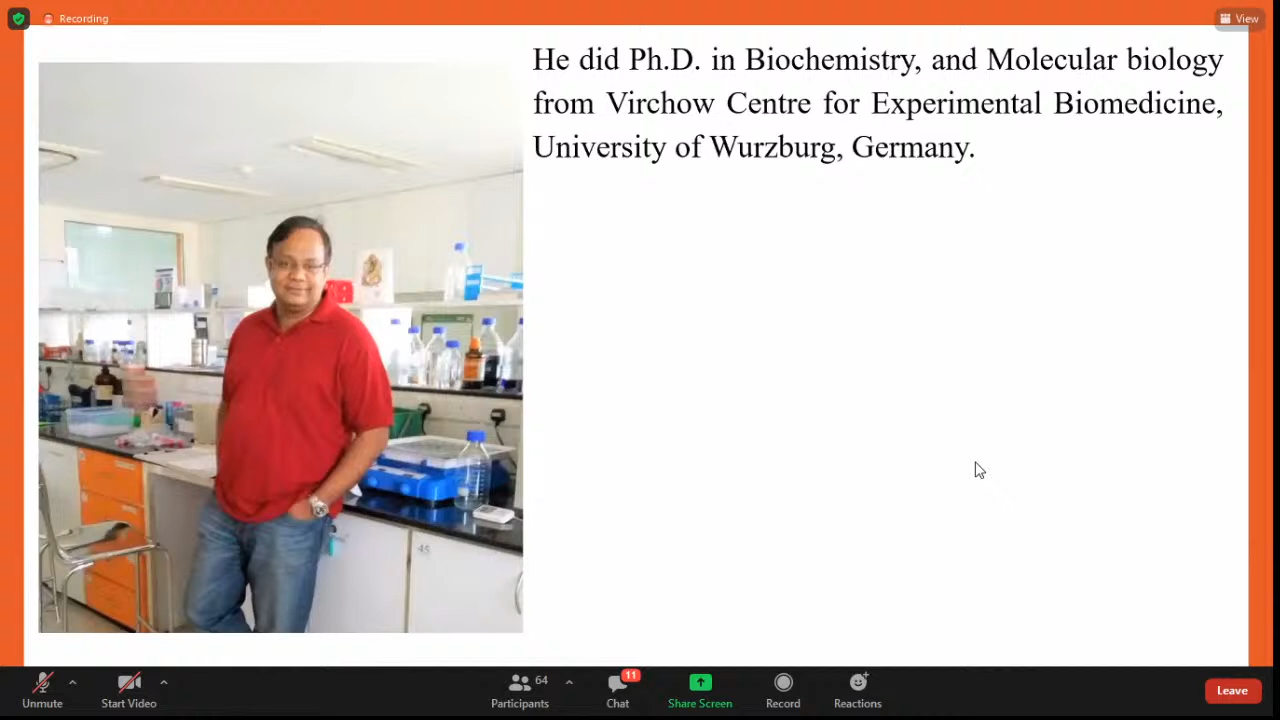 Recording
View
He did Ph.D. in Biochemistry, and Molecular biology
from Virchow Centre for Experimental Biomedicine,
University of Wurzburg, Germany.
45
Unmute
Start Video
64
Participants
11
Chat
Share Screen
Record
Reactions
Leave